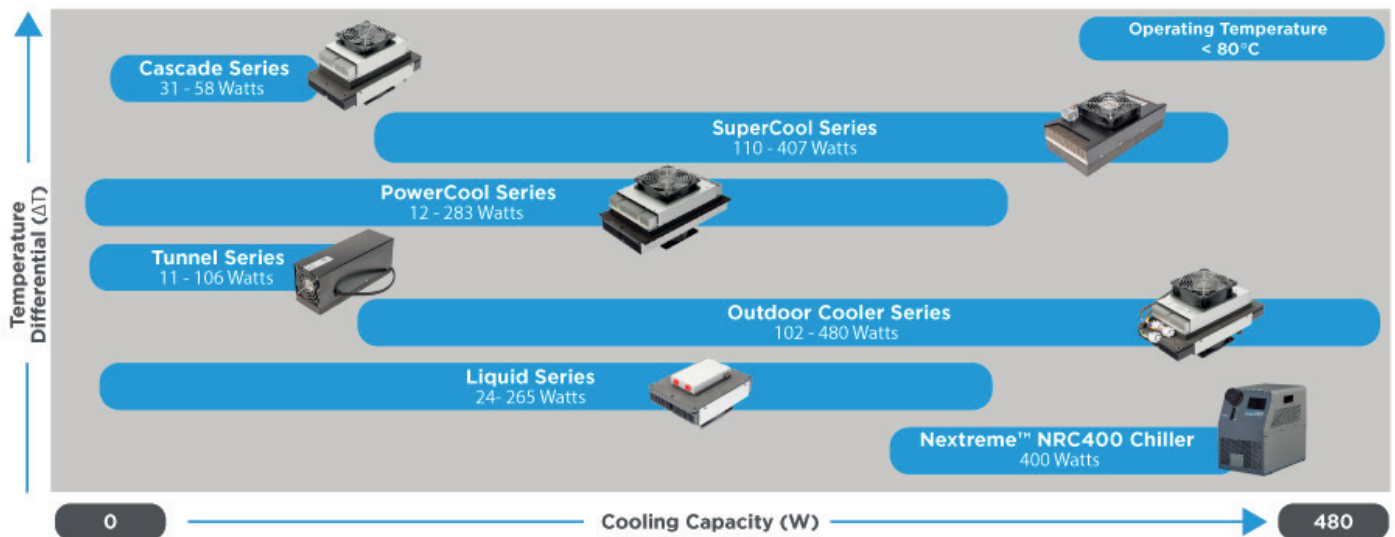 Operating Temperature
< 80°C
Cascade Series
31 - 58 Watts
SuperCool Series
110 - 407 Watts
PowerCool Series
12 - 283 Watts
Temperature
Differential (ΔT)
Tunnel Series
11 - 106 Watts
Outdoor Cooler Series
102 - 480 Watts
Liquid Series
24- 265 Watts
Nextreme™ NRC400 Chiller
400 Watts
0
Cooling Capacity (W)
480